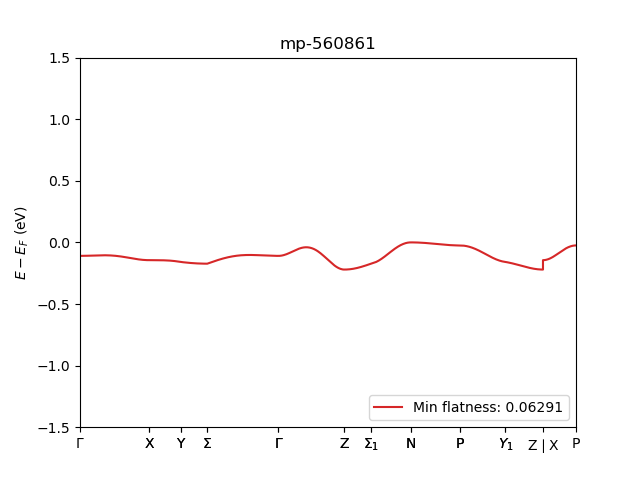 mp-560861
1.5
1.0
0.5
0.0
−0.5
−1.0
−1.5
E − E_F (eV)
Min flatness: 0.06291
Γ X Y Σ Γ Z Σ₁ N P Y₁ Z | X P